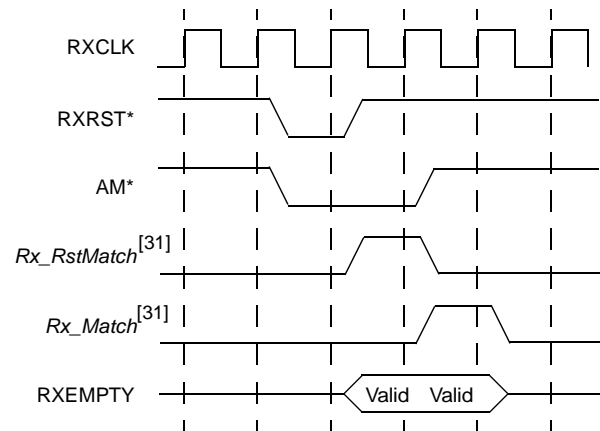 RXCLK
RXRST*
AM*
Rx_RstMatch[31]
Rx_Match[31]
RXEMPTY Valid Valid